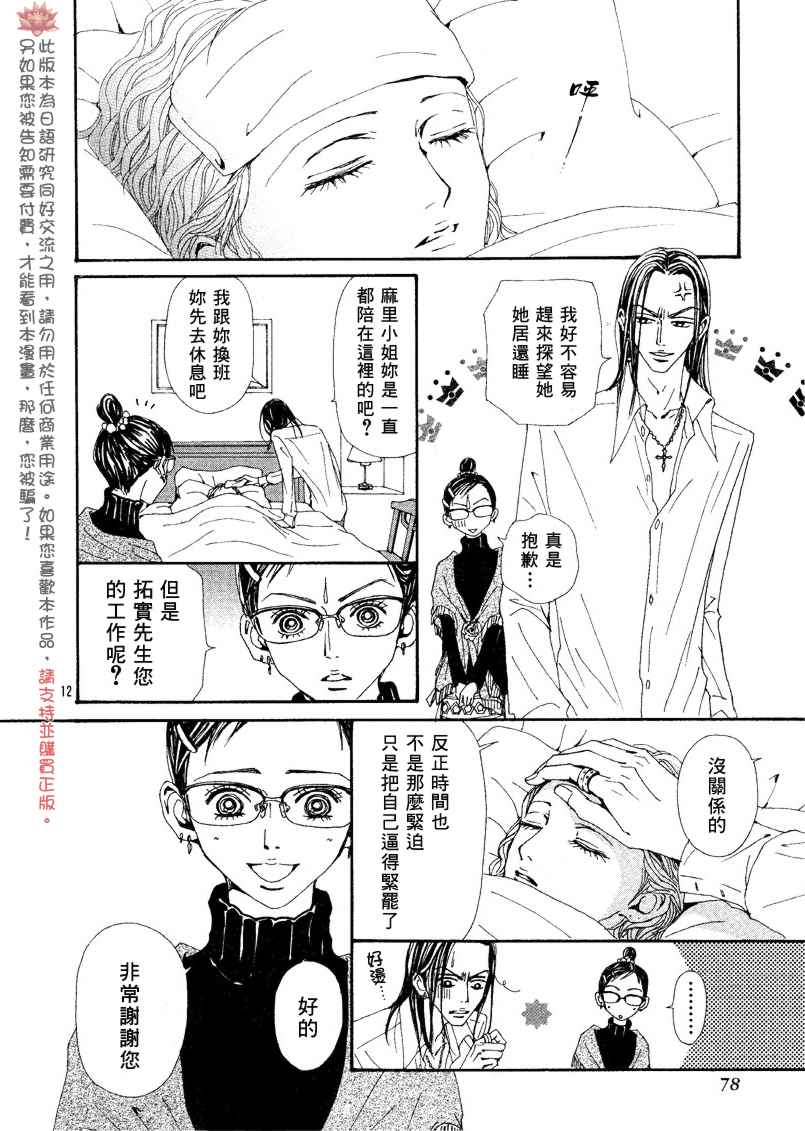 呼
我好不容易
趕來探望她
她居還睡
真是
抱歉…
麻里小姐妳是一直
都陪在這裡的吧？
我跟妳換班
妳先去休息吧
但是
拓實先生您
的工作呢？
沒關係的
反正時間也
不是那麼緊迫
只是把自己逼得緊罷了
………
好燙…
好的
非常謝謝您
12
78
此版本為日語研究同好交流之用，請勿用於任何商業用途。如果您喜歡本作品，請支持並購買正版。
另如果您被告知需要付費，才能看到本漫畫，那麼，您被騙了！